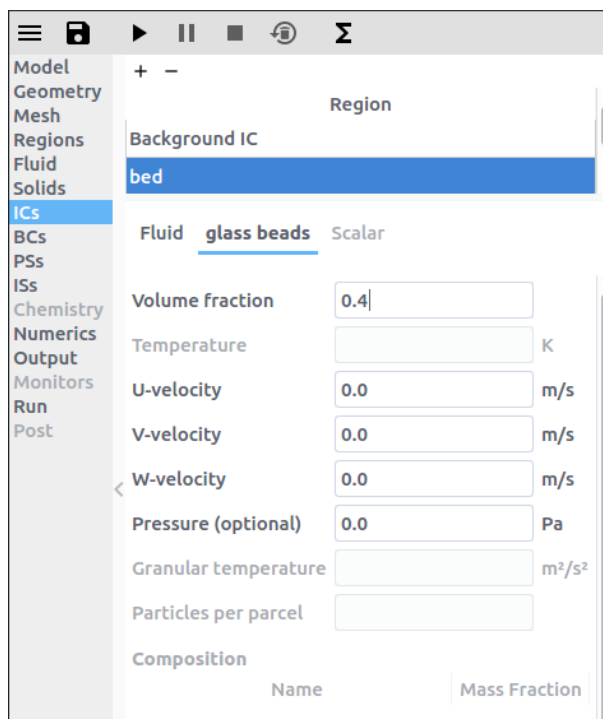 Σ
Model
Geometry
Mesh
Regions
Fluid
Solids
ICs
BCs
PSs
ISs
Chemistry
Numerics
Output
Monitors
Run
Post
+ −
Region
Background IC
bed
Fluid glass beads Scalar
Volume fraction 0.4
Temperature K
U-velocity 0.0 m/s
V-velocity 0.0 m/s
W-velocity 0.0 m/s
Pressure (optional) 0.0 Pa
Granular temperature m²/s²
Particles per parcel
Composition
Name Mass Fraction